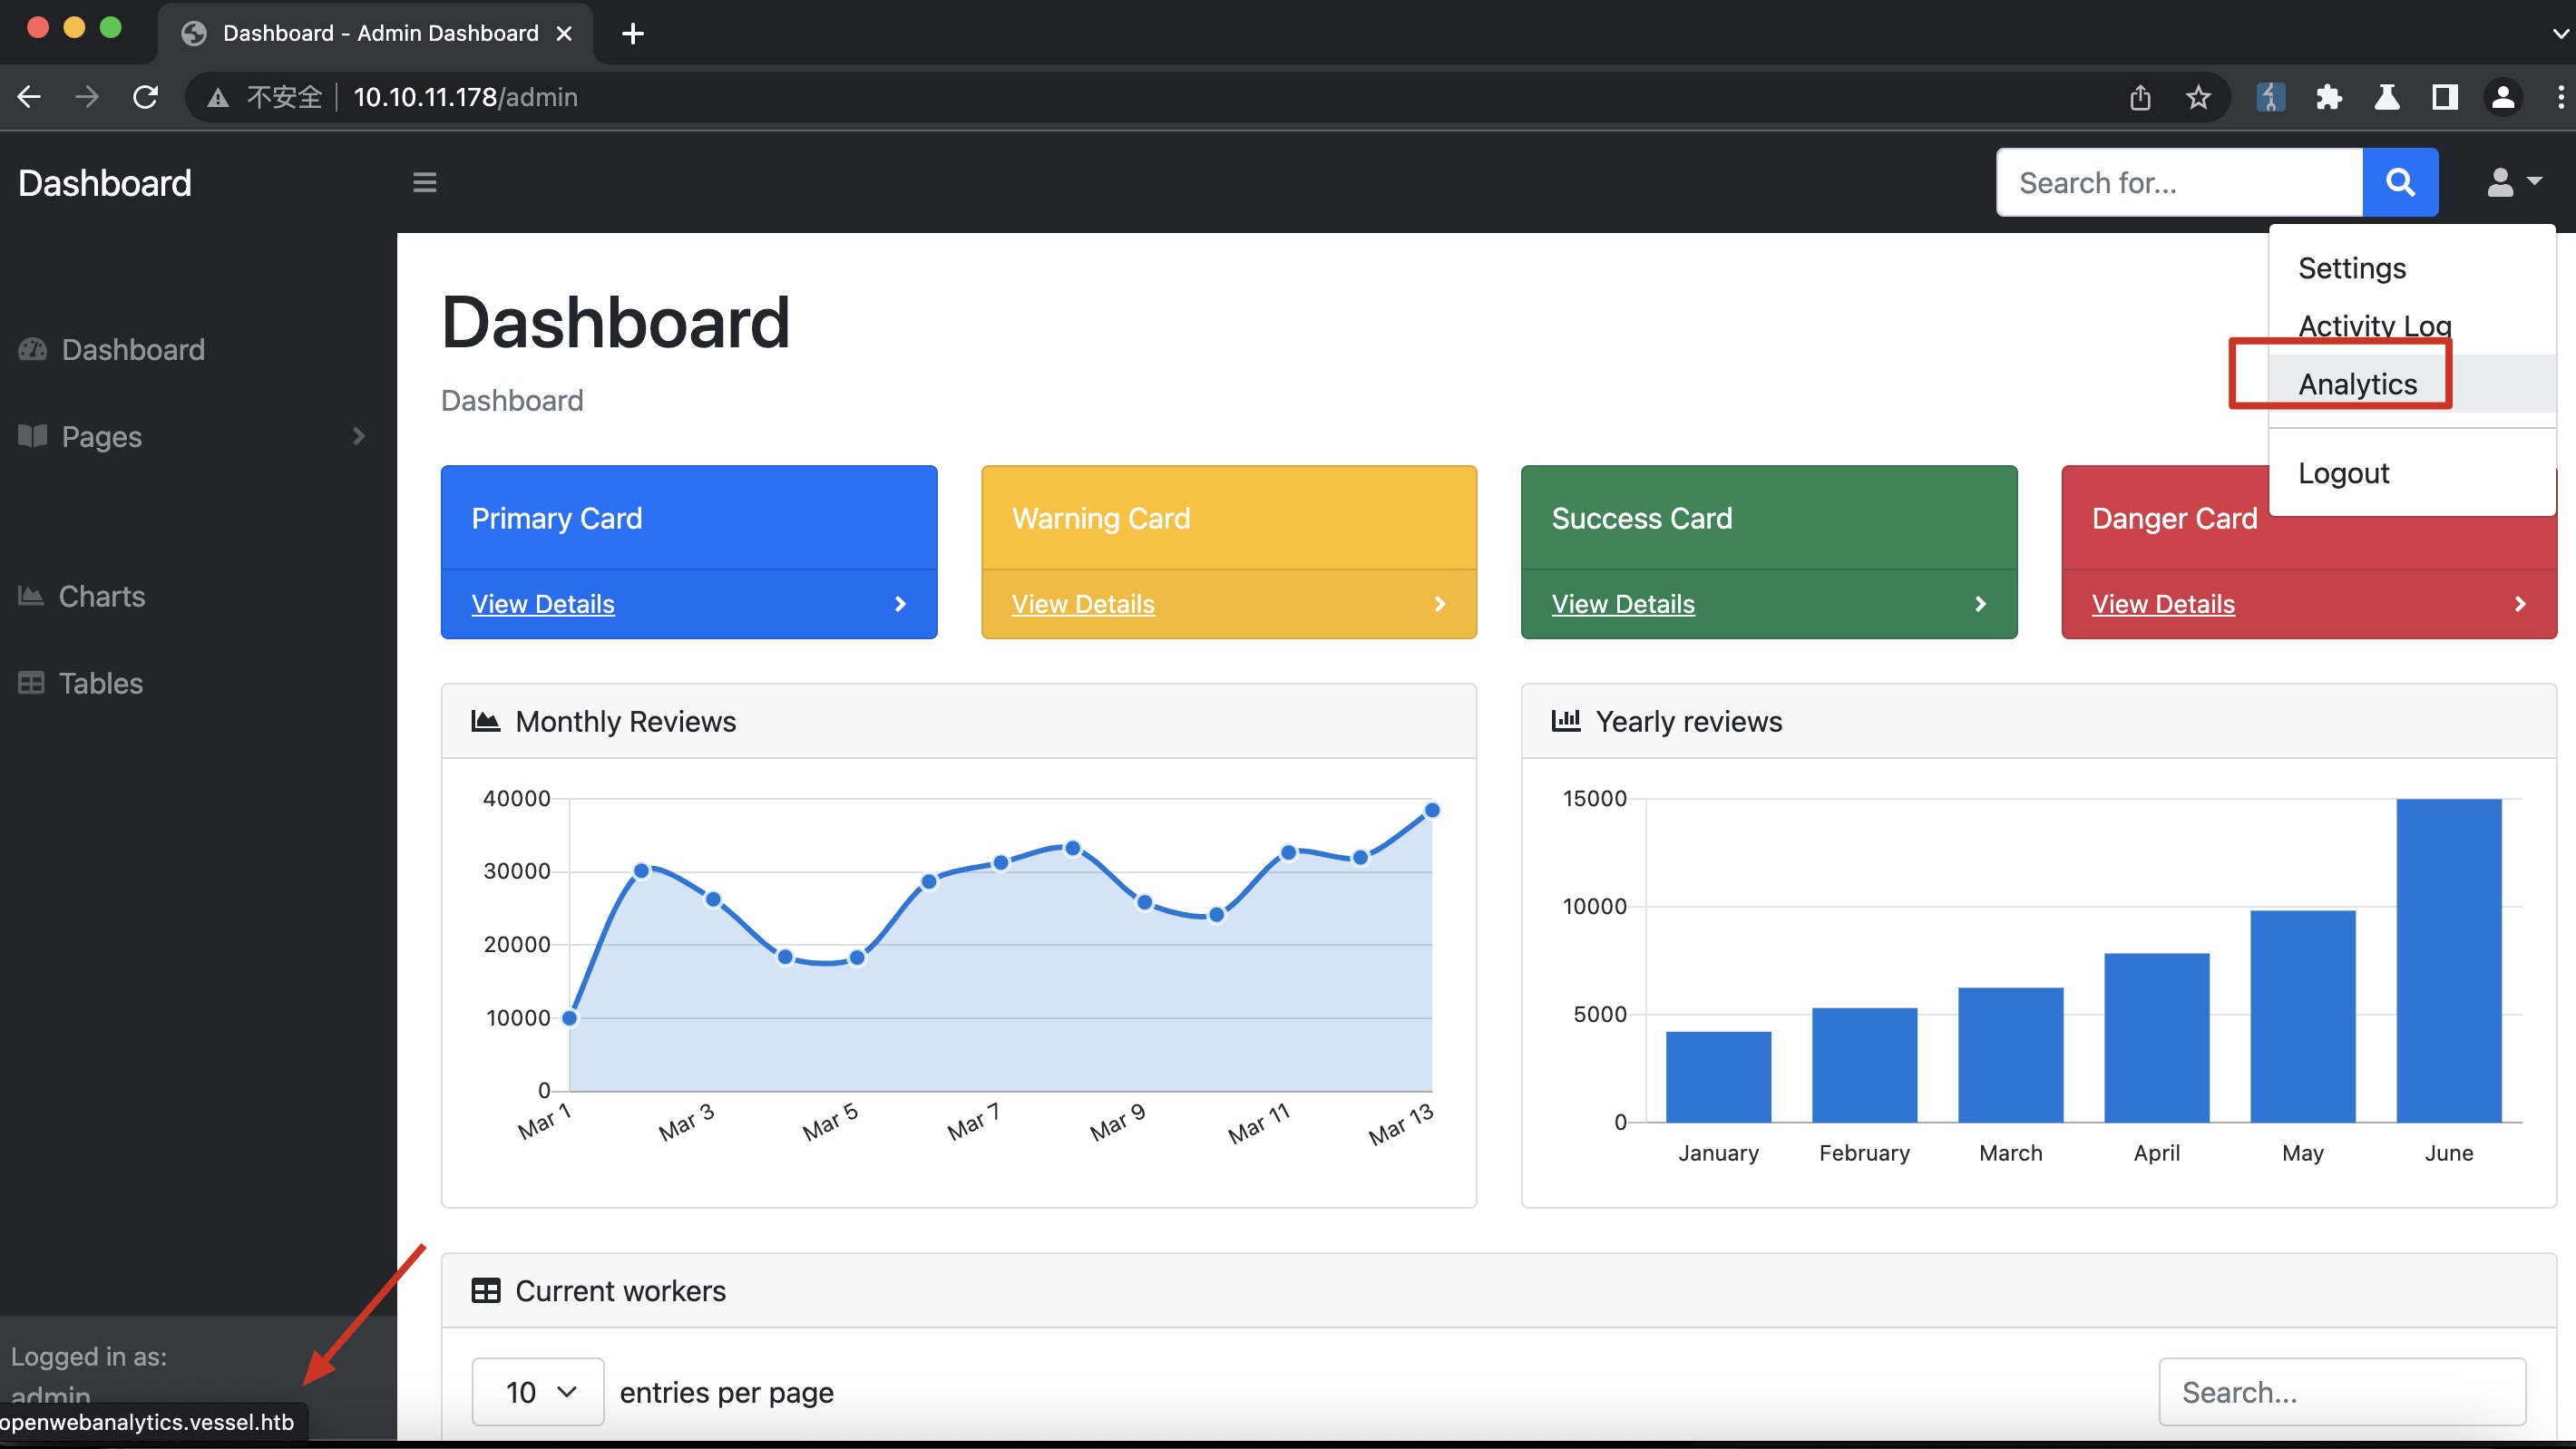 Dashboard - Admin Dashboard
不安全 10.10.11.178/admin
Dashboard
Search for...
Settings
Activity Log
Analytics
Logout
Dashboard
Pages
Charts
Tables
Logged in as:
admin
openwebanalytics.vessel.htb
Dashboard
Dashboard
Primary Card
View Details
Warning Card
View Details
Success Card
View Details
Danger Card
View Details
Monthly Reviews
40000
30000
20000
10000
0
Mar 1 Mar 3 Mar 5 Mar 7 Mar 9 Mar 11 Mar 13
Yearly reviews
15000
10000
5000
0
January February March April May June
Current workers
10 entries per page
Search...